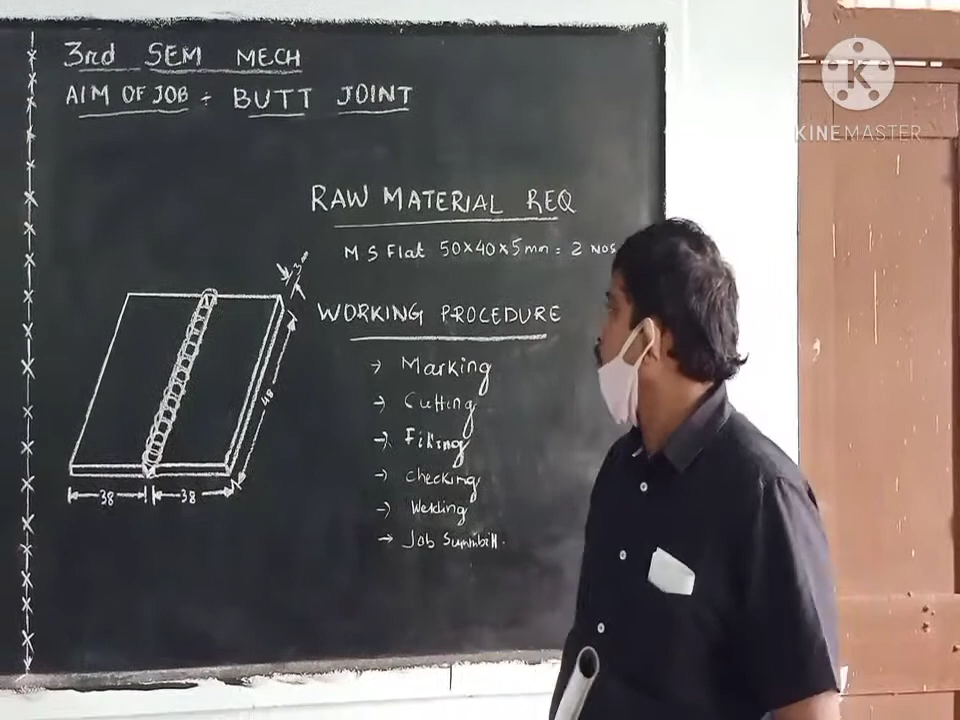 3rd SEM MECH
AIM OF JOB ÷ BUTT JOINT
RAW MATERIAL REQ
M S Flat 50×40×5mm = 2 Nos
WORKING PROCEDURE
→ Marking
→ Cutting
→ Filing
→ Checking
→ Welding
→ Job Summbitt.
40
38
38
K
KINEMASTER